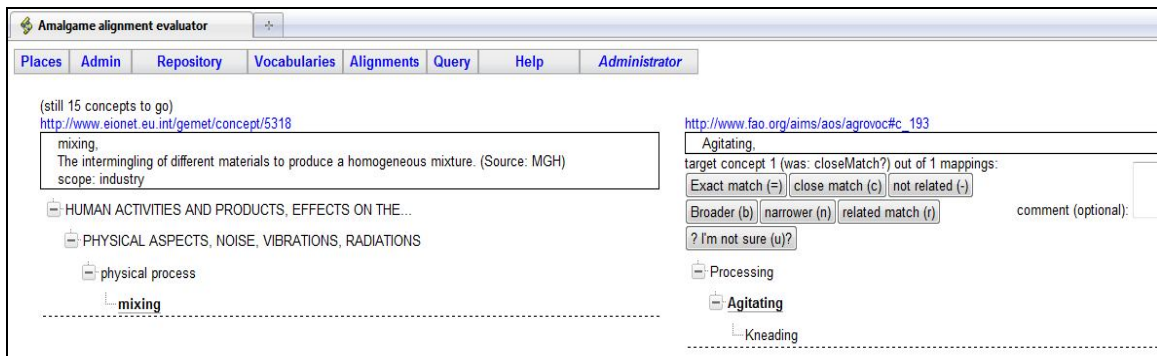 Amalgame alignment evaluator
Places Admin Repository Vocabularies Alignments Query Help Administrator
(still 15 concepts to go)
http://www.eionet.eu.int/gemet/concept/5318
mixing,
The intermingling of different materials to produce a homogeneous mixture. (Source: MGH)
scope: industry
HUMAN ACTIVITIES AND PRODUCTS, EFFECTS ON THE...
PHYSICAL ASPECTS, NOISE, VIBRATIONS, RADIATIONS
physical process
mixing
http://www.fao.org/aims/aos/agrovoc#c_193
Agitating,
target concept 1 (was: closeMatch?) out of 1 mappings:
Exact match (=) close match (c) not related (-)
Broader (b) narrower (n) related match (r) comment (optional):
? I'm not sure (u)?
Processing
Agitating
Kneading